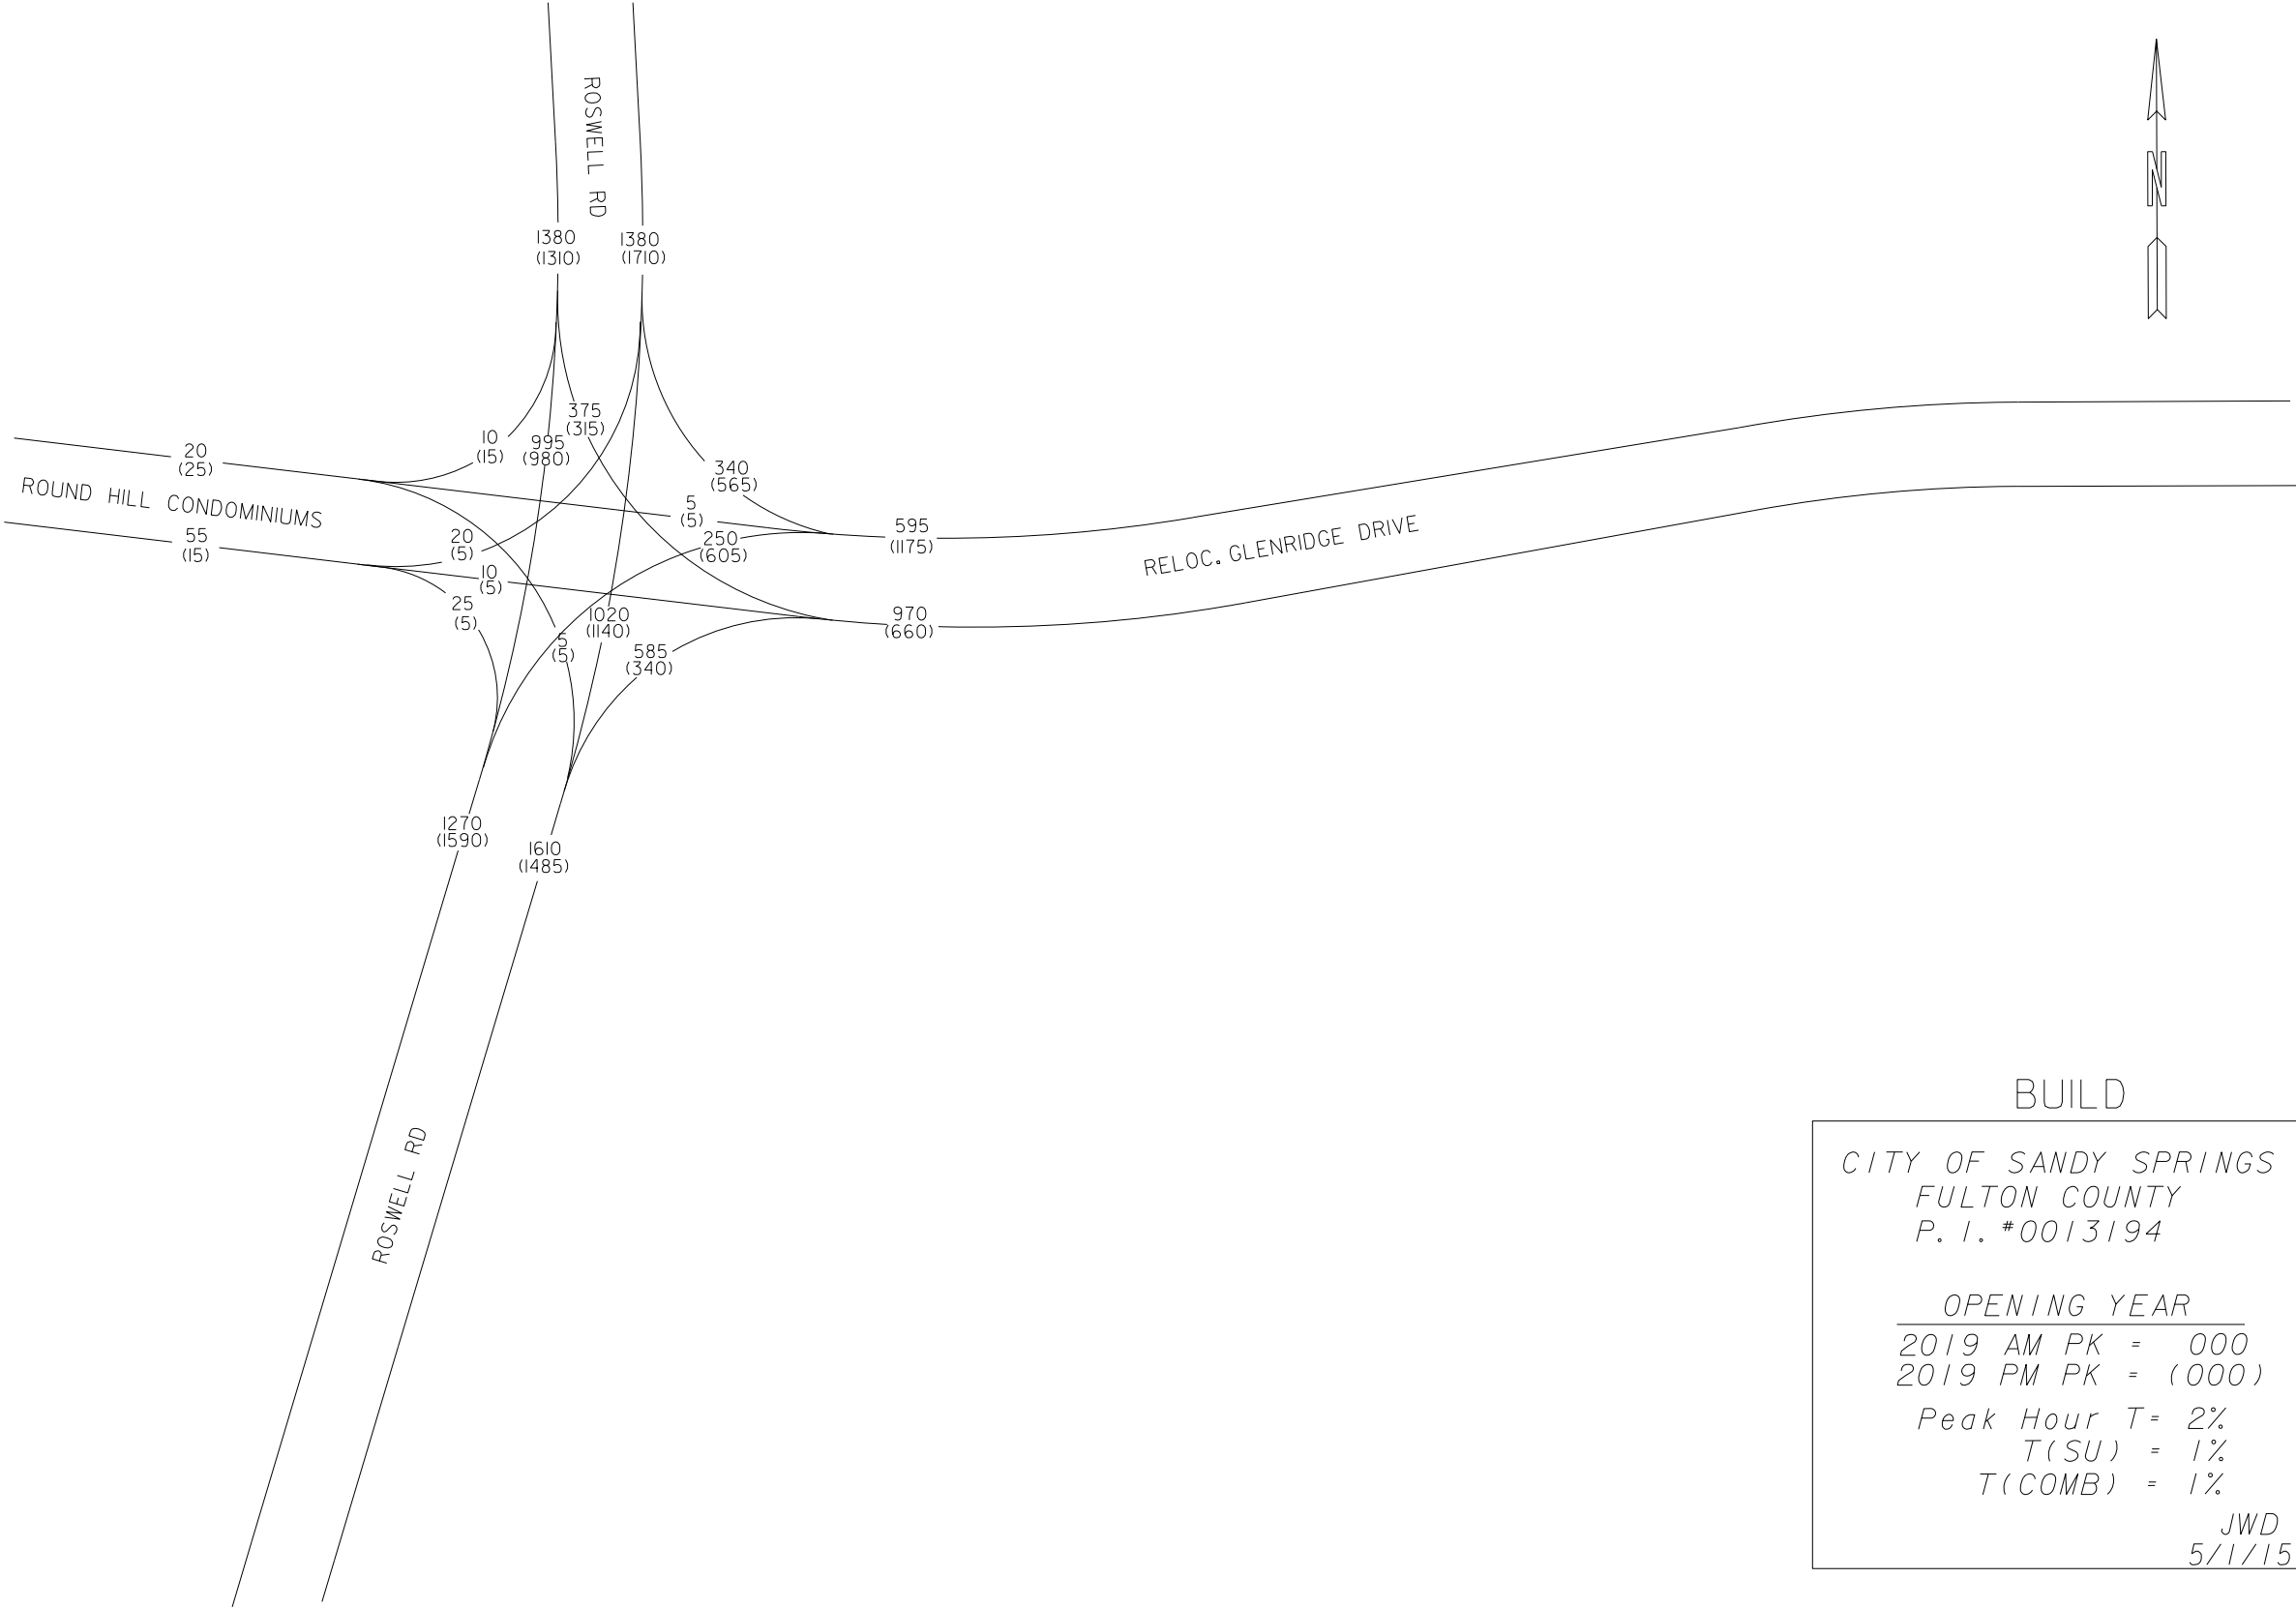 ROSWELL RD
1380
(1310)
1380
(1710)
N
375
(315)
10
(15)
995
(980)
20
(25)
340
(565)
ROUND HILL CONDOMINIUMS
5
(5)
595
(1175)
RELOC. GLENRIDGE DRIVE
55
(15)
20
(5)
250
(605)
10
(5)
25
(5)
1020
(1140)
970
(660)
5
(5)
585
(340)
1270
(1590)
1610
(1485)
ROSWELL RD
BUILD
CITY OF SANDY SPRINGS
FULTON COUNTY
P. I. #0013194
OPENING YEAR
2019 AM PK = 000
2019 PM PK = (000)
Peak Hour T= 2%
T(SU) = 1%
T(COMB) = 1%
JWD
5/1/15